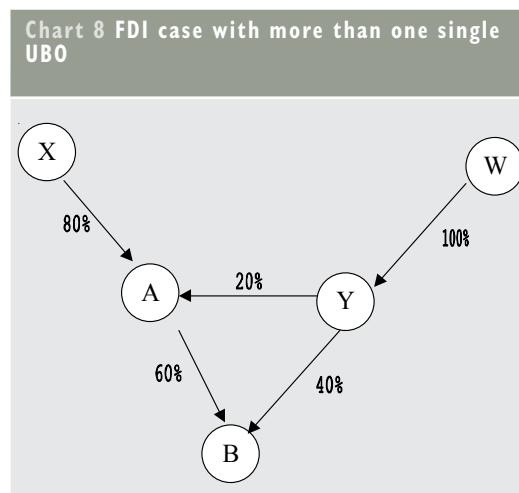 Chart 8 FDI case with more than one single
UBO
X
W
80%
100%
A
20%
Y
60%
40%
B